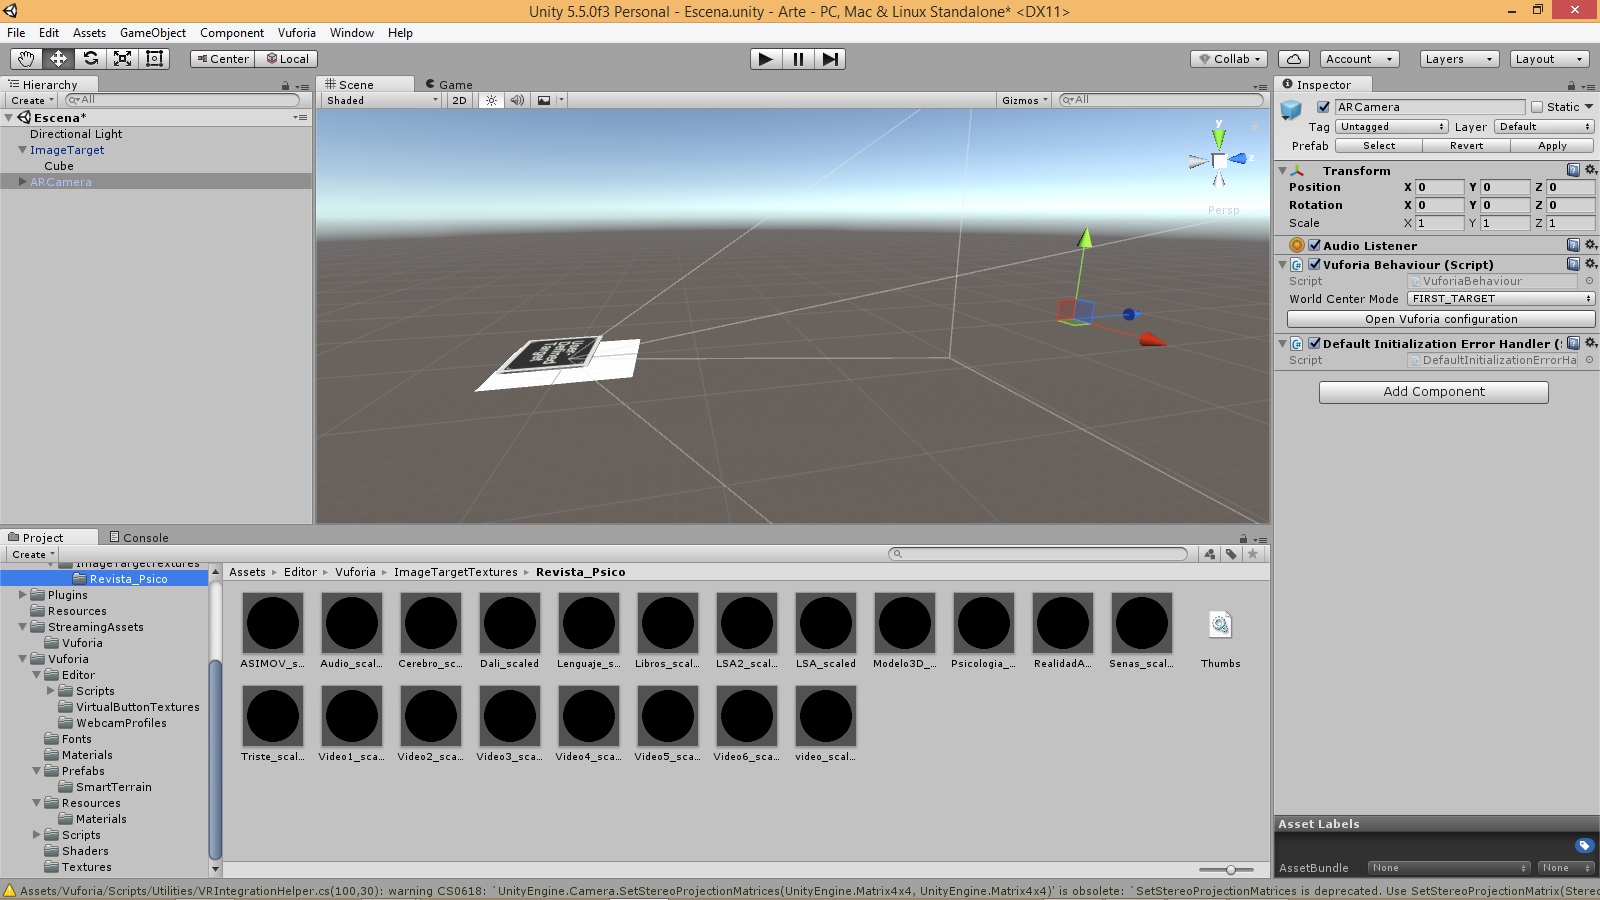 Unity 5.5.0f3 Personal - Escena.unity - Arte - PC, Mac & Linux Standalone* <DX11>
File Edit Assets GameObject Component Vuforia Window Help
Center Local
Collab Account Layers Layout
Hierarchy
Create All
Escena*
Directional Light
ImageTarget
Cube
ARCamera
Scene Game
Shaded 2D Gizmos All
y
z
Persp
User
Defined
Target
Inspector
ARCamera Static
Tag Untagged Layer Default
Prefab Select Revert Apply
Transform
Position X 0 Y 0 Z 0
Rotation X 0 Y 0 Z 0
Scale X 1 Y 1 Z 1
Audio Listener
Vuforia Behaviour (Script)
Script VuforiaBehaviour
World Center Mode FIRST_TARGET
Open Vuforia configuration
Default Initialization Error Handler (
Script DefaultInitializationErrorHa
Add Component
Asset Labels
AssetBundle None None
Project Console
Create
ImageTargetTextures
Revista_Psico
Plugins
Resources
StreamingAssets
Vuforia
Vuforia
Editor
Scripts
VirtualButtonTextures
WebcamProfiles
Fonts
Materials
Prefabs
SmartTerrain
Resources
Materials
Scripts
Shaders
Textures
Assets Editor Vuforia ImageTargetTextures Revista_Psico
ASIMOV_s... Audio_scal... Cerebro_sc... Dali_scaled Lenguaje_s... Libros_scal... LSA2_scal... LSA_scaled Modelo3D_... Psicologia_... RealidadA... Senas_scal... Thumbs
Triste_scal... Video1_sca... Video2_sca... Video3_sca... Video4_sca... Video5_sca... Video6_sca... video_scal...
Assets/Vuforia/Scripts/Utilities/VRIntegrationHelper.cs(100,30): warning CS0618: `UnityEngine.Camera.SetStereoProjectionMatrices(UnityEngine.Matrix4x4, UnityEngine.Matrix4x4)' is obsolete: `SetStereoProjectionMatrices is deprecated. Use SetStereoProjectionMatrix(Stereo